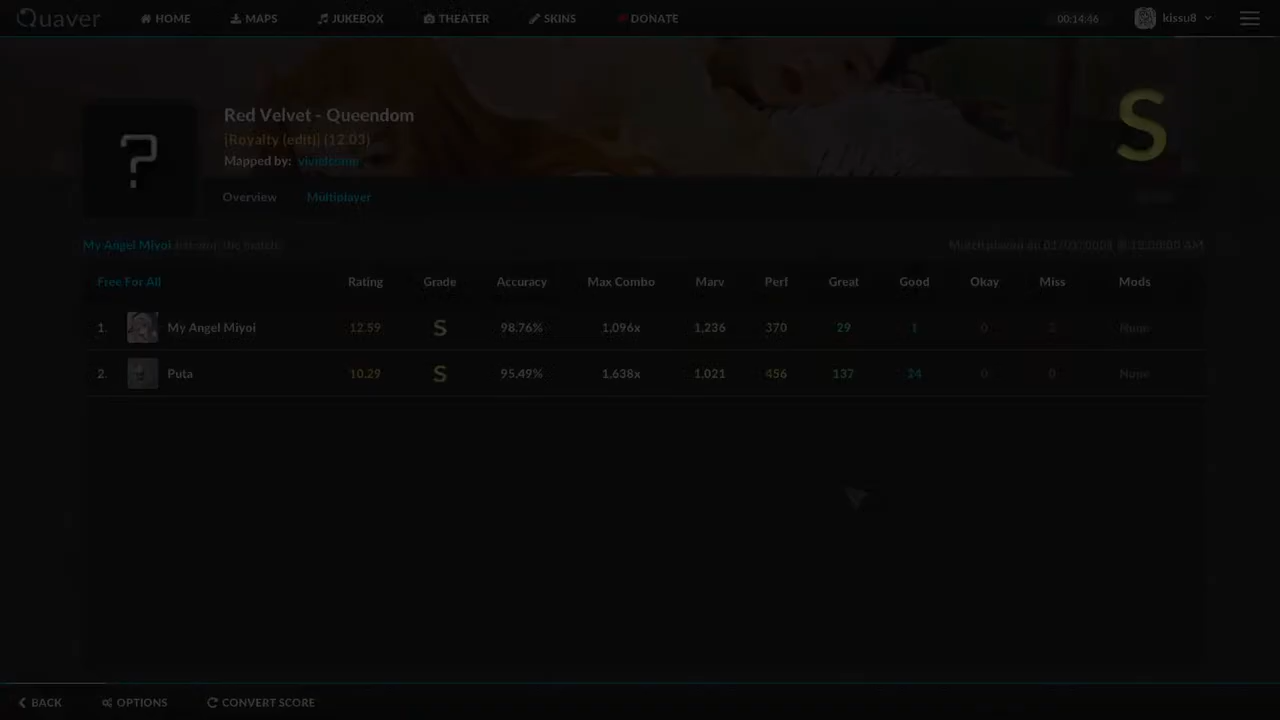 Quaver HOME MAPS JUKEBOX THEATER SKINS DONATE 00:14:46 kissu8
S
Red Velvet - Queendom
[Royalty (edit)] (12.03)
Mapped by:
Overview Multiplayer
My Angel Miyoi the match
Free For All Rating Grade Accuracy Max Combo Marv Perf Great Good Okay Miss Mods
1. My Angel Miyoi 12.59 S 98.76% 1,096x 1,236 370 29 1 0 None
2. Puta 10.29 S 95.49% 1,638x 1,021 456 137 24 0 0 None
BACK OPTIONS CONVERT SCORE